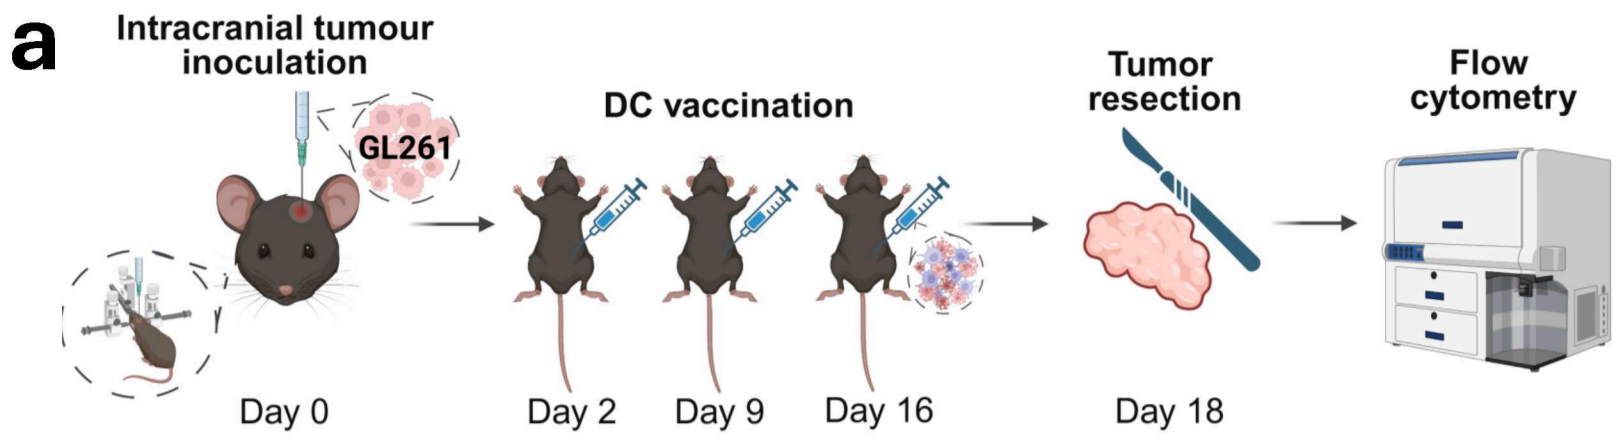 a
Intracranial tumour
inoculation
GL261
DC vaccination
Tumor
resection
Flow
cytometry
Day 0
Day 2
Day 9
Day 16
Day 18